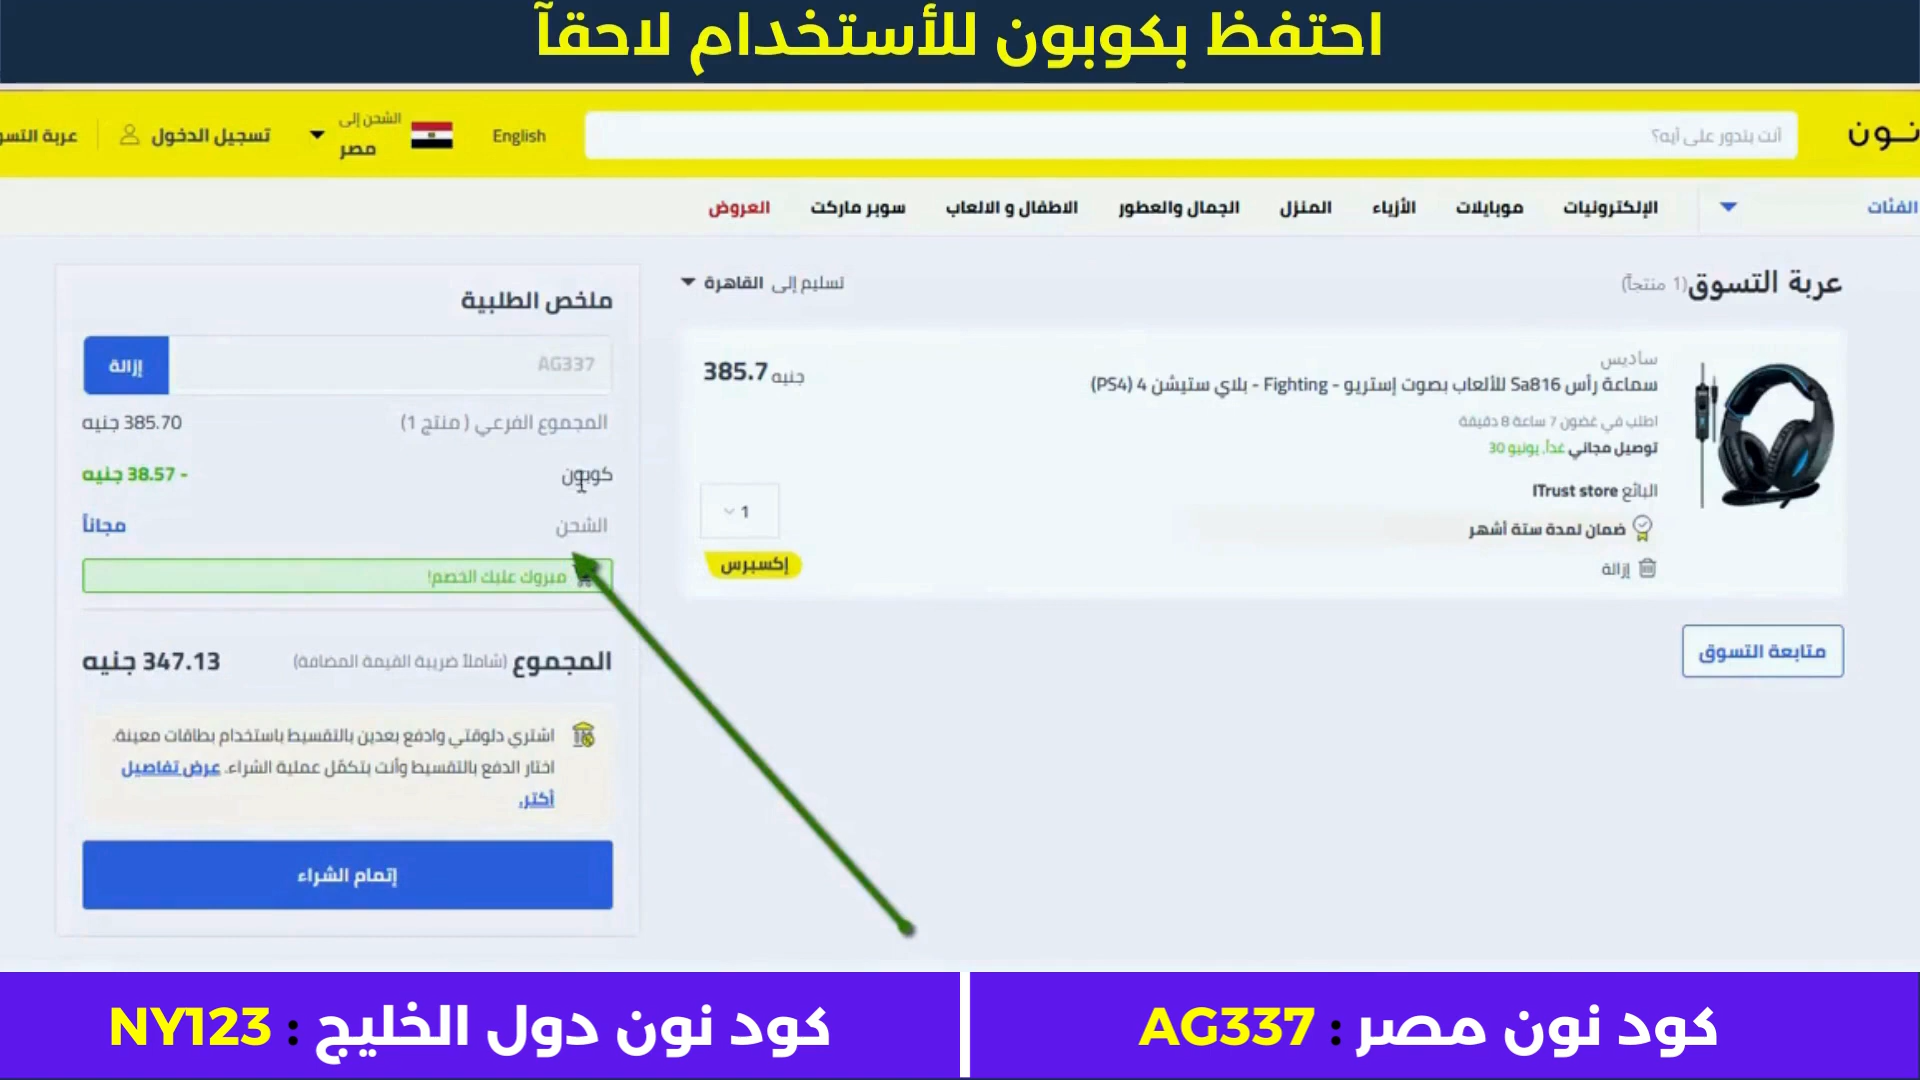 احتفظ بكوبون للأستخدام لاحقآ
نون
أنت بتدور على أيه؟
English
الشحن إلى
مصر
تسجيل الدخول
عربة التسو
الفئات
الإلكترونيات
موبايلات
الأزياء
المنزل
الجمال والعطور
الاطفال و الالعاب
سوبر ماركت
العروض
عربة التسوق (1 منتجاً)
تسليم إلى القاهرة
ساديس
سماعة رأس Sa816 للألعاب بصوت إستريو - Fighting - بلاي ستيشن 4 (PS4)
جنيه 385.7
اطلب في غضون 7 ساعة 8 دقيقة
توصيل مجاني غداً, يونيو 30
البائع ITrust store
ضمان لمدة ستة أشهر
إزالة
1
إكسبرس
متابعة التسوق
ملخص الطلبية
AG337
إزالة
المجموع الفرعي ( منتج 1)
385.70 جنيه
كوبون
- 38.57 جنيه
الشحن
مجاناً
مبروك عليك الخصم!
المجموع (شاملاً ضريبة القيمة المضافة)
347.13 جنيه
اشتري دلوقتي وادفع بعدين بالتقسيط باستخدام بطاقات معينة.
اختار الدفع بالتقسيط وأنت بتكمّل عملية الشراء. عرض تفاصيل
أكتر.
إتمام الشراء
كود نون مصر : AG337
كود نون دول الخليج : NY123